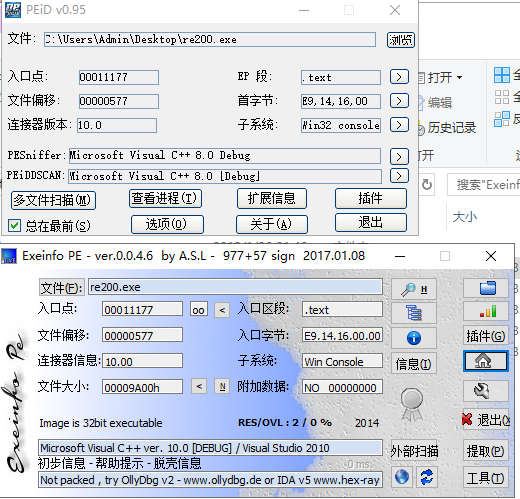 PEiD v0.95
文件: C:\Users\Admin\Desktop\re200.exe 浏览
入口点: 00011177 EP 段: .text >
文件偏移: 00000577 首字节: E9,14,16,00 >
连接器版本: 10.0 子系统: Win32 console >
PESniffer: Microsoft Visual C++ 8.0 Debug >
PEiDDSCAN: Microsoft Visual C++ 8.0 [Debug] >
多文件扫描(M) 查看进程(T) 扩展信息 插件
总在最前(S) 选项(O) 关于(A) 退出
打开
编辑
历史记录
打开
搜索"Exeinf
大小
Exeinfo PE - ver.0.0.4.6 by A.S.L - 977+57 sign 2017.01.08
Exeinfo Pe
文件(F): re200.exe H
入口点: 00011177 oo < 入口区段: .text
文件偏移: 00000577 入口字节: E9.14.16.00.00 插件(G)
连接器信息: 10.00 子系统: Win Console 信息(I)
文件大小: 00009A00h < N 附加数据: NO 00000000
Image is 32bit executable RES/OVL : 2 / 0 % 2014 退出(X)
Microsoft Visual C++ ver. 10.0 [DEBUG] / Visual Studio 2010 外部扫描 提取(P)
初步信息 - 帮助提示 - 脱壳信息 0 ms.
Not packed , try OllyDbg v2 - www.ollydbg.de or IDA v5 www.hex-ray 工具(T)